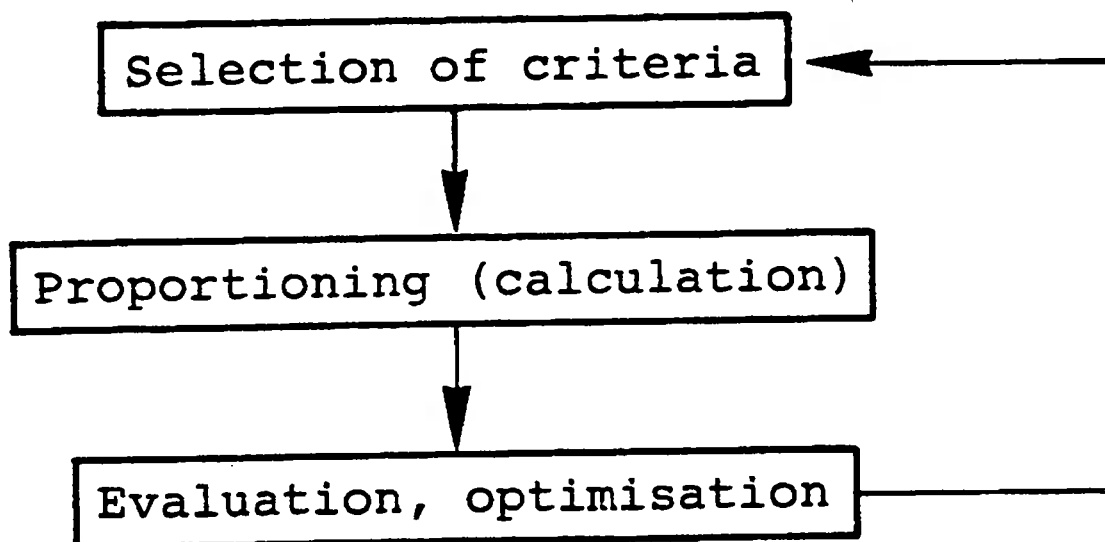 Selection of criteria
Proportioning (calculation)
Evaluation, optimisation